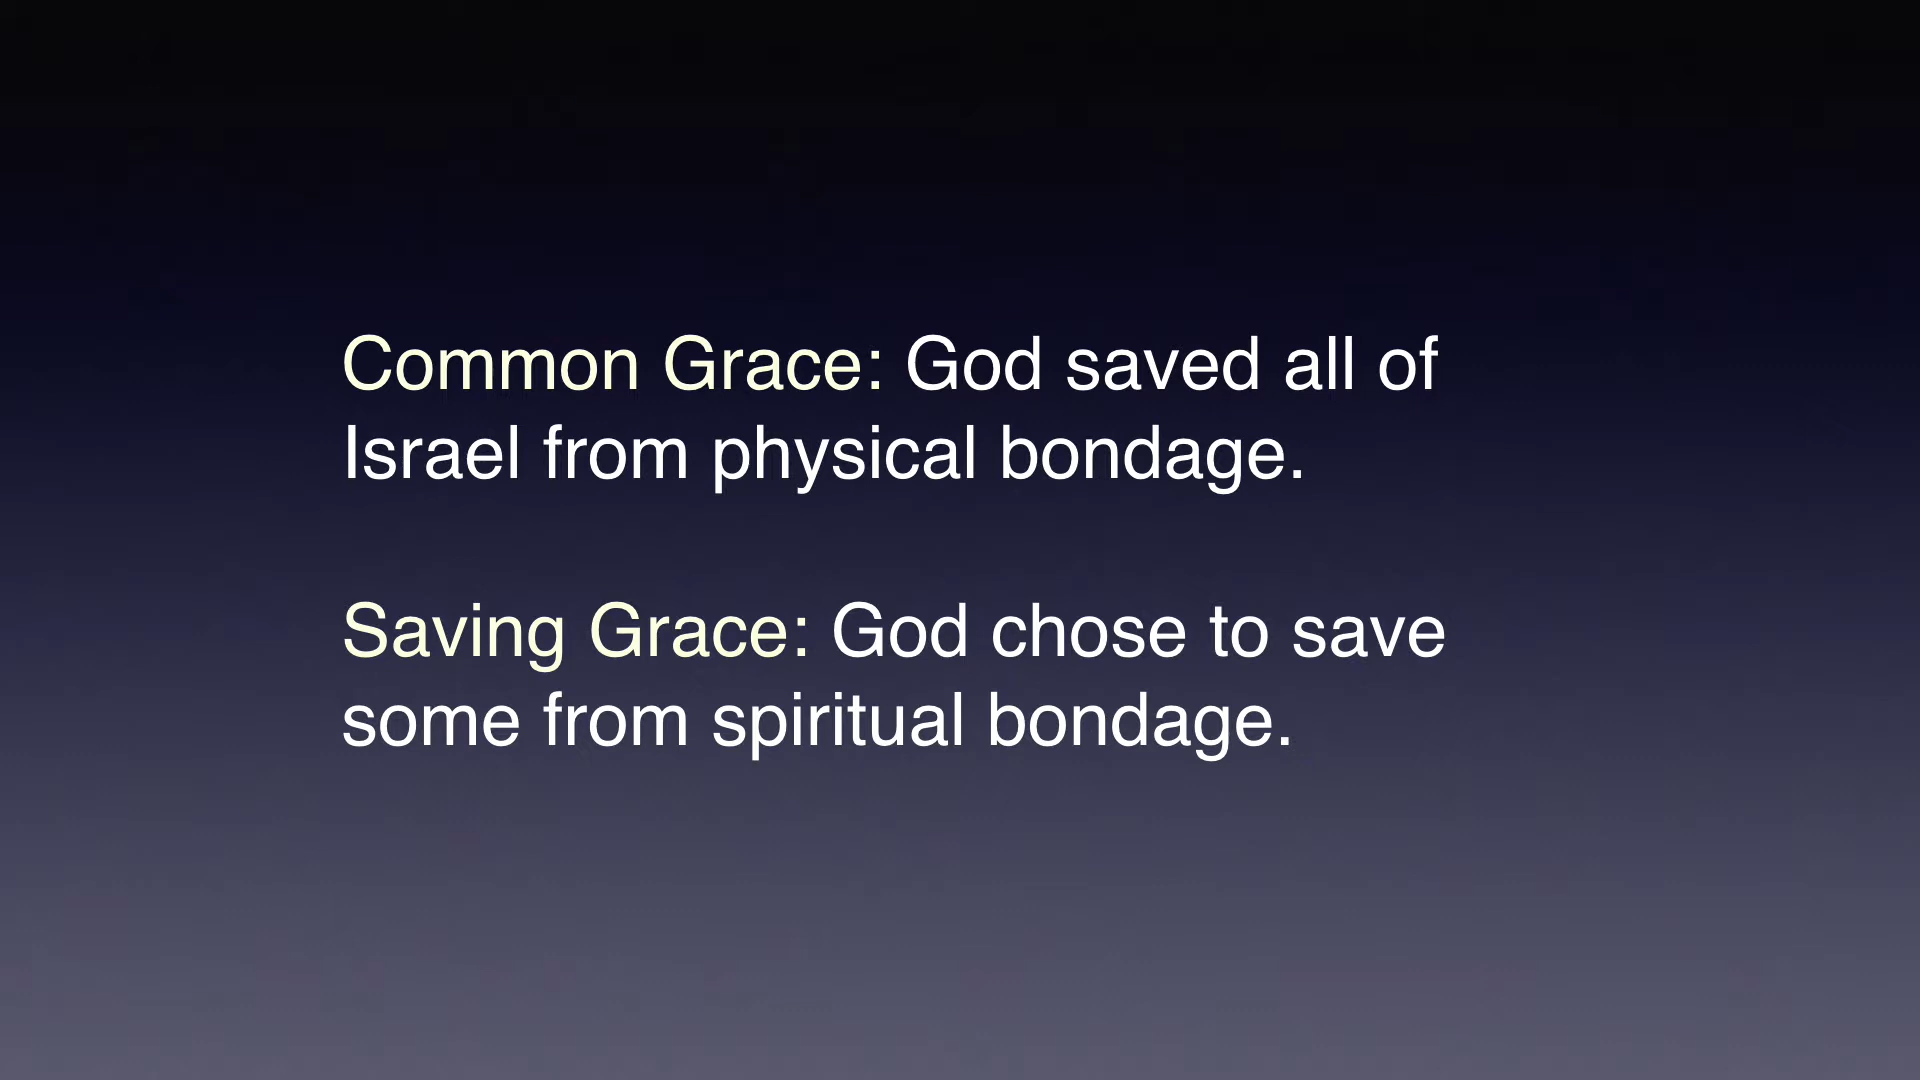 Common Grace: God saved all of
Israel from physical bondage.
Saving Grace: God chose to save
some from spiritual bondage.